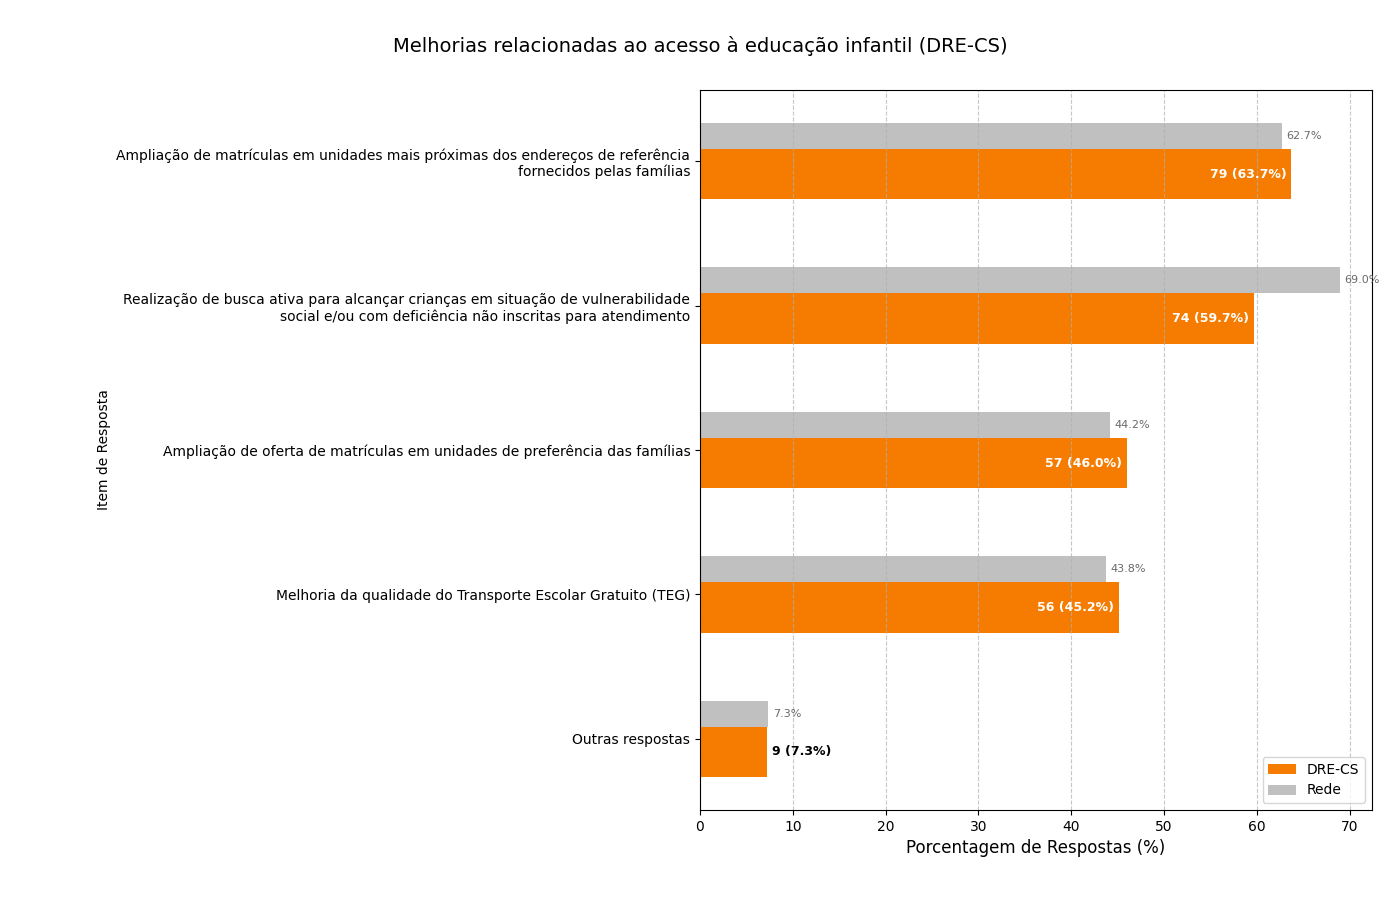 Melhorias relacionadas ao acesso à educação infantil (DRE-CS)
Item de Resposta
Ampliação de matrículas em unidades mais próximas dos endereços de referência
fornecidos pelas famílias
62.7%
79 (63.7%)
Realização de busca ativa para alcançar crianças em situação de vulnerabilidade
social e/ou com deficiência não inscritas para atendimento
69.0%
74 (59.7%)
Ampliação de oferta de matrículas em unidades de preferência das famílias
44.2%
57 (46.0%)
Melhoria da qualidade do Transporte Escolar Gratuito (TEG)
43.8%
56 (45.2%)
Outras respostas
7.3%
9 (7.3%)
DRE-CS
Rede
0 10 20 30 40 50 60 70
Porcentagem de Respostas (%)